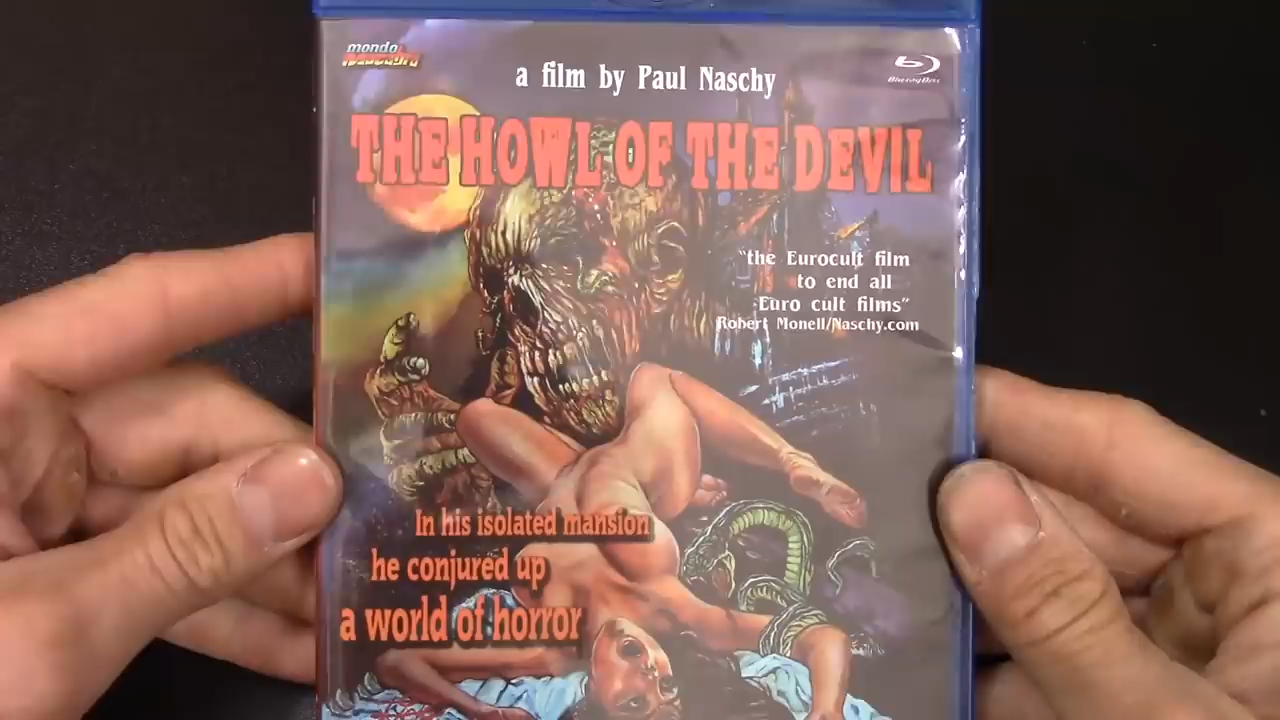 mondo
macabro
a film by Paul Naschy
Blu-ray Disc
THE HOWL OF THE DEVIL
"the Eurocult film
to end all
Euro cult films"
Robert Monell/Naschy.com
In his isolated mansion
he conjured up
a world of horror